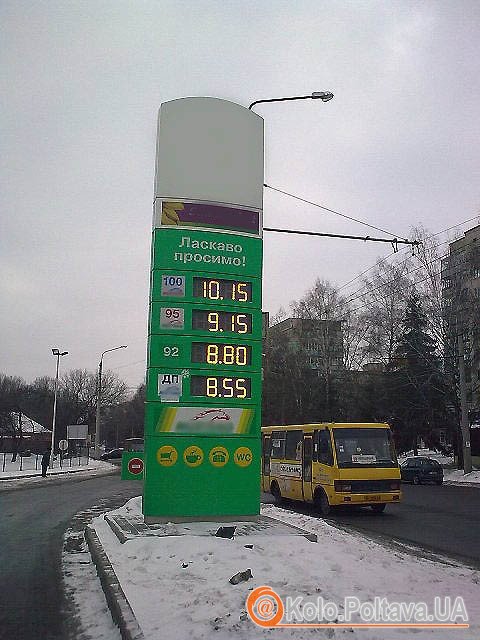 Ласкаво
просимо!
100 10.15
95 9.15
92 8.80
ДП 8.55
WC
@ Kolo.Poltava.UA